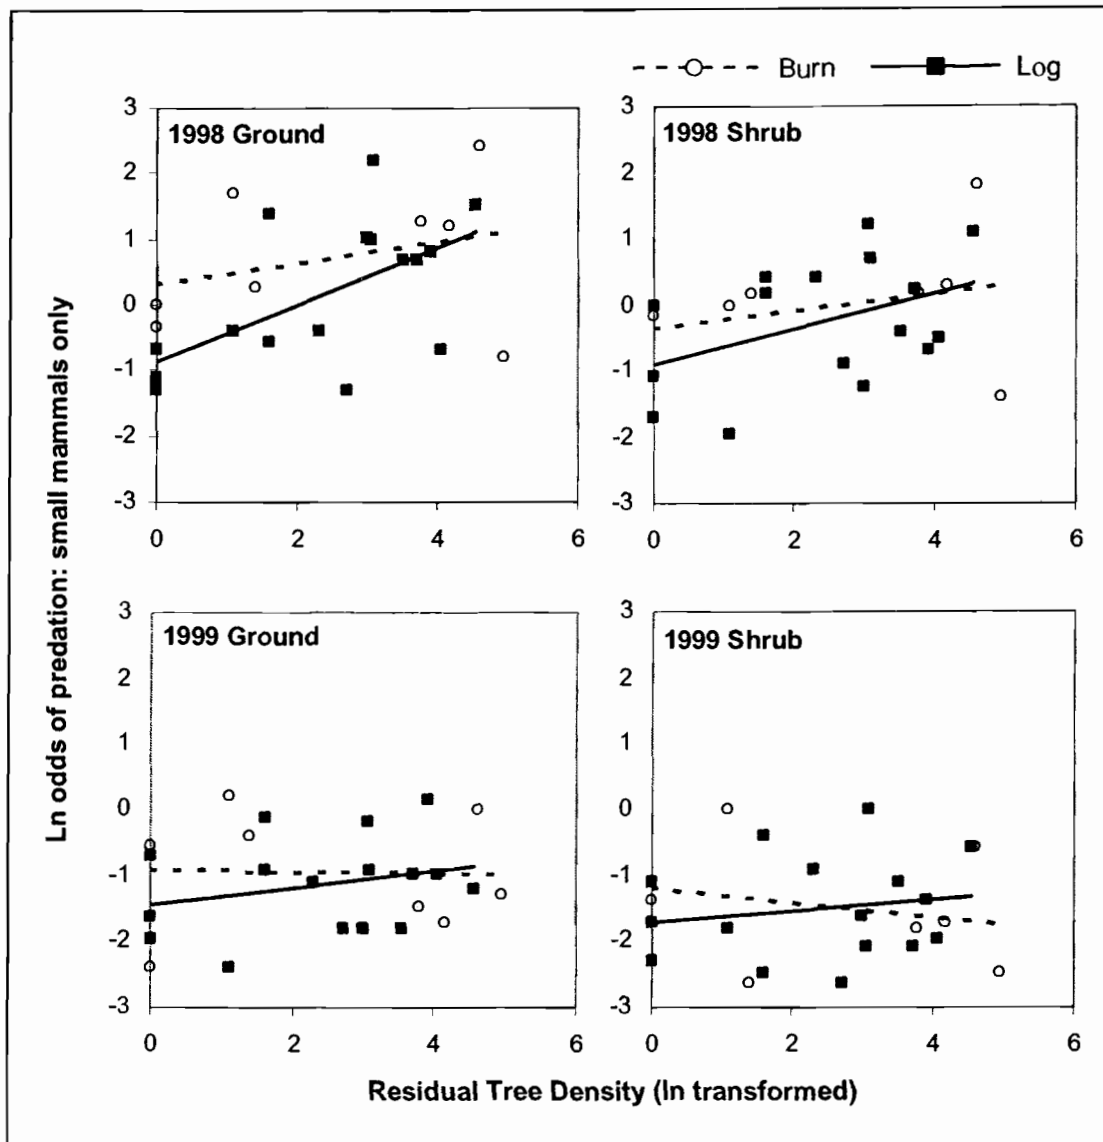 Burn Log
1998 Ground
3
2
1
0
-1
-2
-3
0 2 4 6
1998 Shrub
3
2
1
0
-1
-2
-3
0 2 4 6
1999 Ground
3
2
1
0
-1
-2
-3
0 2 4 6
1999 Shrub
3
2
1
0
-1
-2
-3
0 2 4 6
Ln odds of predation: small mammals only
Residual Tree Density (ln transformed)